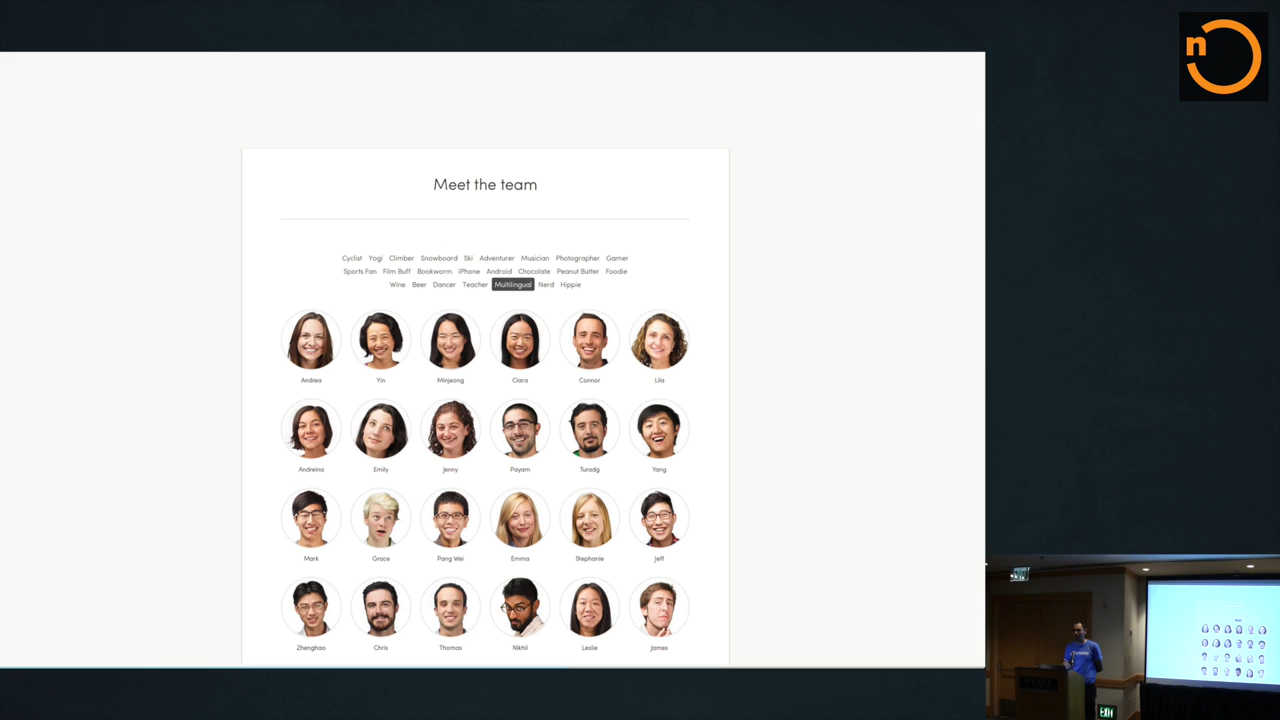 n
Meet the team
Cyclist Yogi Climber Snowboard Ski Adventurer Musician Photographer Gamer
Sports Fan Film Buff Bookworm iPhone Android Chocolate Peanut Butter Foodie
Wine Beer Dancer Teacher Multilingual Nerd Hippie
Andrea Yin Minjeong Clara Connor Lila
Andreina Emily Jenny Payam Turadg Yang
Mark Grace Pang Wei Emma Stephanie Jeff
Zhenghao Chris Thomas Nikhil Leslie James
EXIT